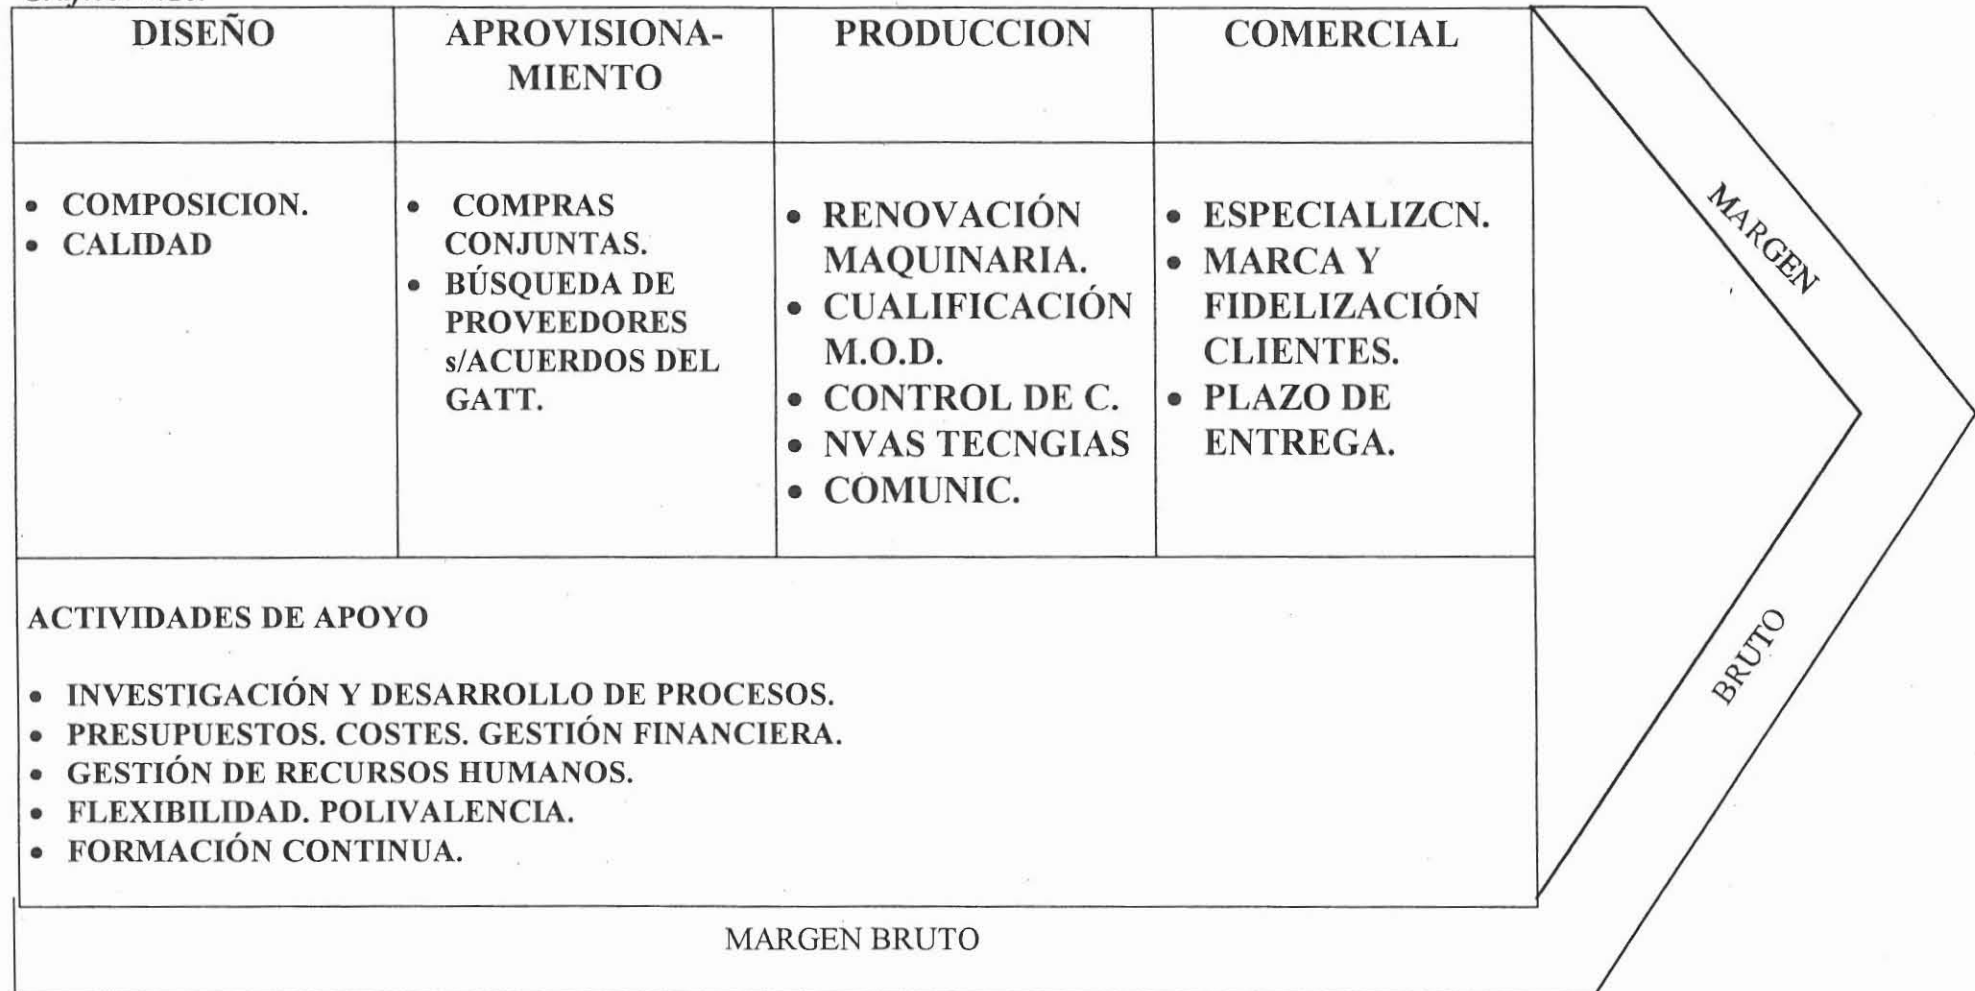 DISEÑO
APROVISIONA-
MIENTO
PRODUCCION
COMERCIAL
• COMPOSICION.
• CALIDAD
• COMPRAS
CONJUNTAS.
• BÚSQUEDA DE
PROVEEDORES
s/ACUERDOS DEL
GATT.
• RENOVACIÓN
MAQUINARIA.
• CUALIFICACIÓN
M.O.D.
• CONTROL DE C.
• NVAS TECNGIAS
• COMUNIC.
• ESPECIALIZCN.
• MARCA Y
FIDELIZACIÓN
CLIENTES.
• PLAZO DE
ENTREGA.
MARGEN
BRUTO
ACTIVIDADES DE APOYO
• INVESTIGACIÓN Y DESARROLLO DE PROCESOS.
• PRESUPUESTOS. COSTES. GESTIÓN FINANCIERA.
• GESTIÓN DE RECURSOS HUMANOS.
• FLEXIBILIDAD. POLIVALENCIA.
• FORMACIÓN CONTINUA.
MARGEN BRUTO